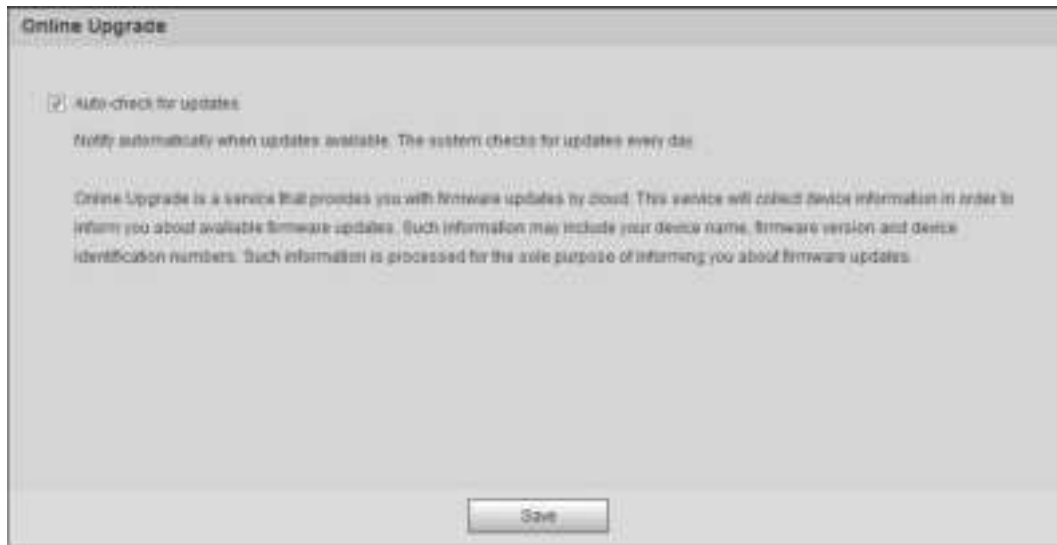 Online Upgrade
Auto-check for updates
Notify automatically when updates available. The system checks for updates every day.
Online Upgrade is a service that provides you with firmware updates by cloud. This service will collect device information in order to
inform you about available firmware updates. Such information may include your device name, firmware version and device
identification numbers. Such information is processed for the sole purpose of informing you about firmware updates.
Save